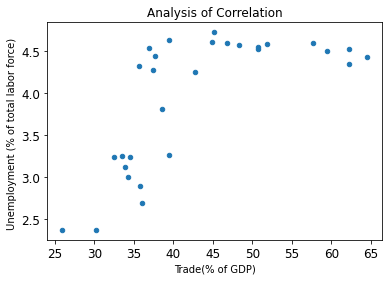 Analysis of Correlation
Unemployment (% of total labor force)
4.5
4.0
3.5
3.0
2.5
25 30 35 40 45 50 55 60 65
Trade(% of GDP)